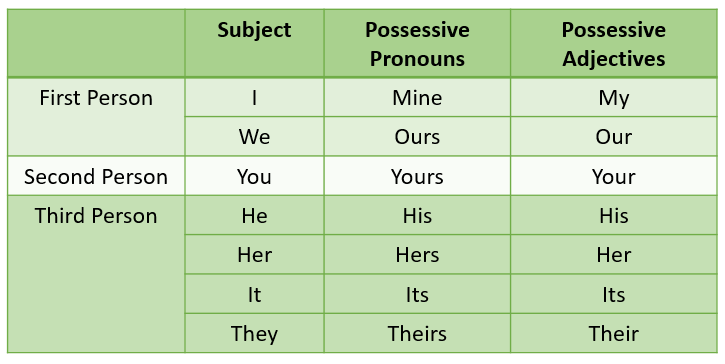 Subject Possessive Pronouns Possessive Adjectives
First Person I Mine My
We Ours Our
Second Person You Yours Your
Third Person He His His
Her Hers Her
It Its Its
They Theirs Their